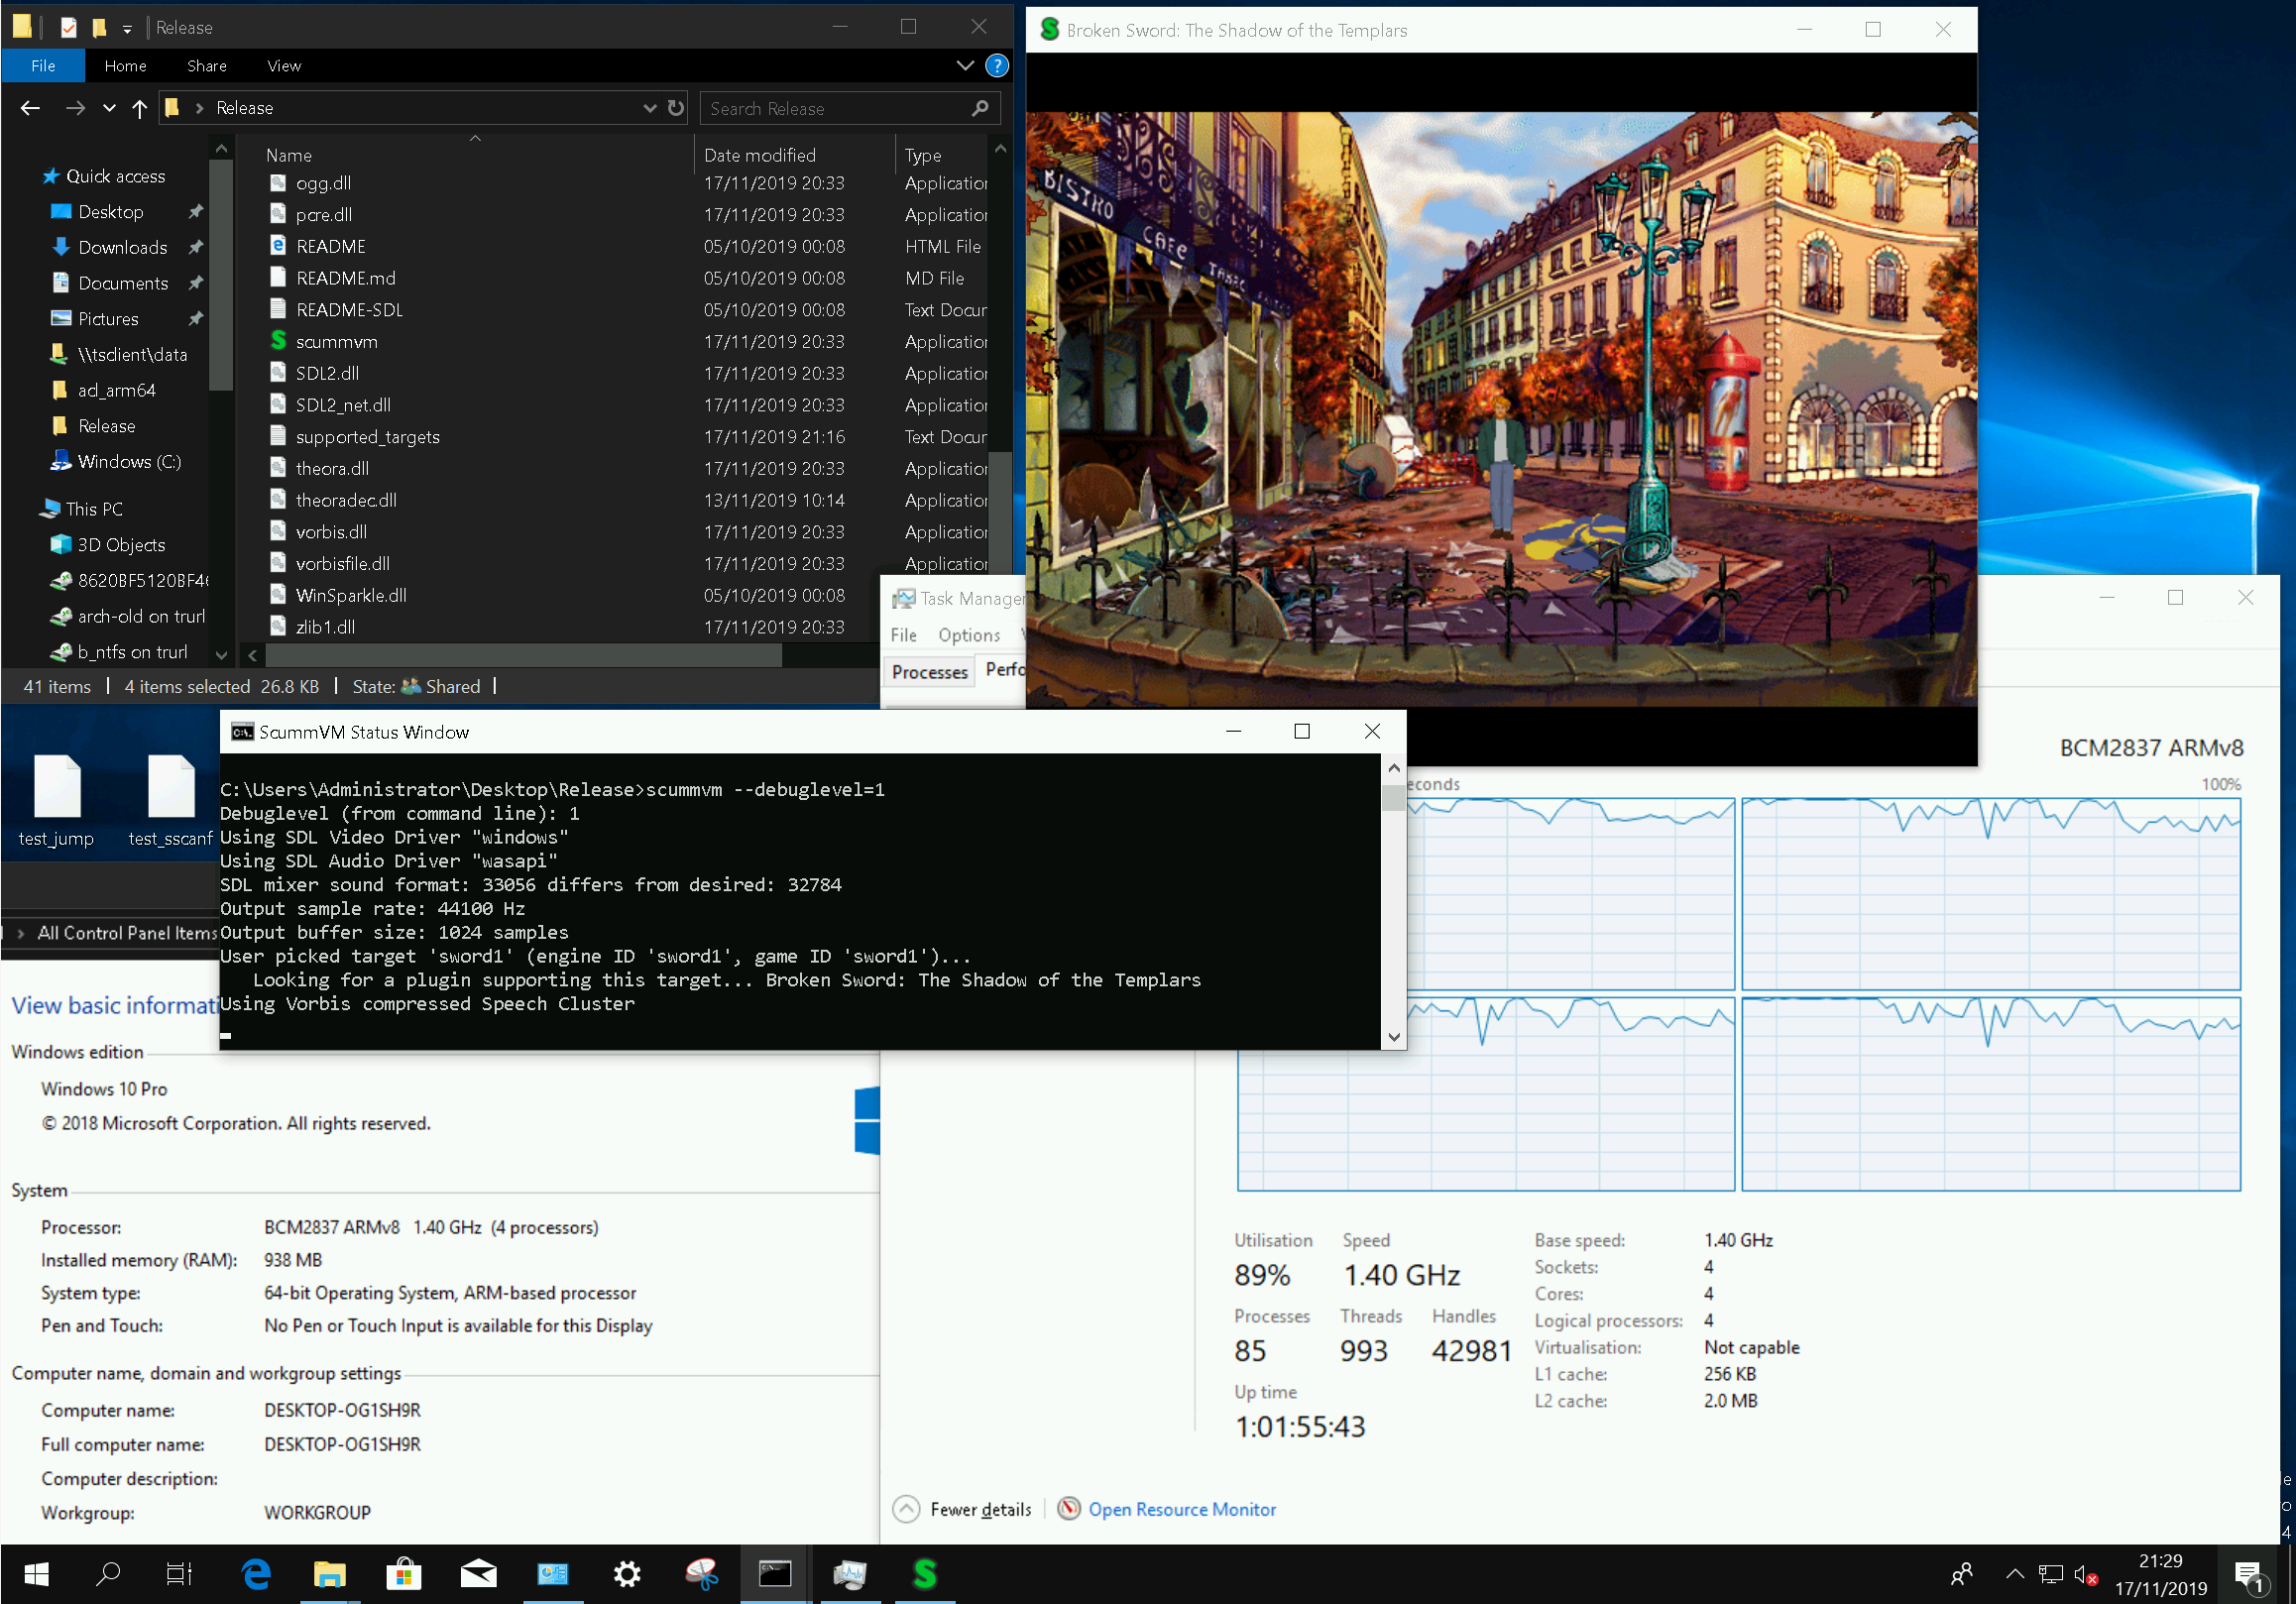 Release
File Home Share View
Release
Search Release
Quick access
Desktop
Downloads
Documents
Pictures
\\tsclient\data
acl_arm64
Release
Windows (C:)
This PC
3D Objects
8620BF5120BF46
arch-old on trurl
b_ntfs on trurl
Name Date modified Type
ogg.dll 17/11/2019 20:33 Application
pcre.dll 17/11/2019 20:33 Application
README 05/10/2019 00:08 HTML File
README.md 05/10/2019 00:08 MD File
README-SDL 05/10/2019 00:08 Text Docur
scummvm 17/11/2019 20:33 Application
SDL2.dll 17/11/2019 20:33 Application
SDL2_net.dll 17/11/2019 20:33 Application
supported_targets 17/11/2019 21:16 Text Docur
theora.dll 17/11/2019 20:33 Application
theoradec.dll 13/11/2019 10:14 Application
vorbis.dll 17/11/2019 20:33 Application
vorbisfile.dll 17/11/2019 20:33 Application
WinSparkle.dll 05/10/2019 00:08
zlib1.dll 17/11/2019 20:33
41 items 4 items selected 26.8 KB State: Shared
Broken Sword: The Shadow of the Templars
BISTRO
CAFE
TABAC
Task Manager
File Options
Processes Perfo
test_jump test_sscanf
All Control Panel Items
ScummVM Status Window
C:\Users\Administrator\Desktop\Release>scummvm --debuglevel=1
Debuglevel (from command line): 1
Using SDL Video Driver "windows"
Using SDL Audio Driver "wasapi"
SDL mixer sound format: 33056 differs from desired: 32784
Output sample rate: 44100 Hz
Output buffer size: 1024 samples
User picked target 'sword1' (engine ID 'sword1', game ID 'sword1')...
Looking for a plugin supporting this target... Broken Sword: The Shadow of the Templars
Using Vorbis compressed Speech Cluster
View basic informati
Windows edition
Windows 10 Pro
© 2018 Microsoft Corporation. All rights reserved.
System
Processor: BCM2837 ARMv8 1.40 GHz (4 processors)
Installed memory (RAM): 938 MB
System type: 64-bit Operating System, ARM-based processor
Pen and Touch: No Pen or Touch Input is available for this Display
Computer name, domain and workgroup settings
Computer name: DESKTOP-OG1SH9R
Full computer name: DESKTOP-OG1SH9R
Computer description:
Workgroup: WORKGROUP
BCM2837 ARMv8
econds 100%
Utilisation Speed
89% 1.40 GHz
Processes Threads Handles
85 993 42981
Up time
1:01:55:43
Base speed: 1.40 GHz
Sockets: 4
Cores: 4
Logical processors: 4
Virtualisation: Not capable
L1 cache: 256 KB
L2 cache: 2.0 MB
Fewer details Open Resource Monitor
21:29
17/11/2019
1